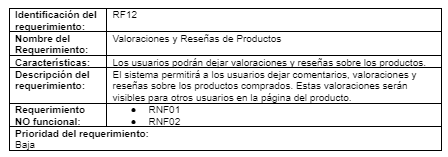 Identificación del requerimiento: RF12
Nombre del Requerimiento: Valoraciones y Reseñas de Productos
Características: Los usuarios podrán dejar valoraciones y reseñas sobre los productos.
Descripción del requerimiento: El sistema permitirá a los usuarios dejar comentarios, valoraciones y
reseñas sobre los productos comprados. Estas valoraciones serán
visibles para otros usuarios en la página del producto.
Requerimiento NO funcional:
● RNF01
● RNF02
Prioridad del requerimiento:
Baja